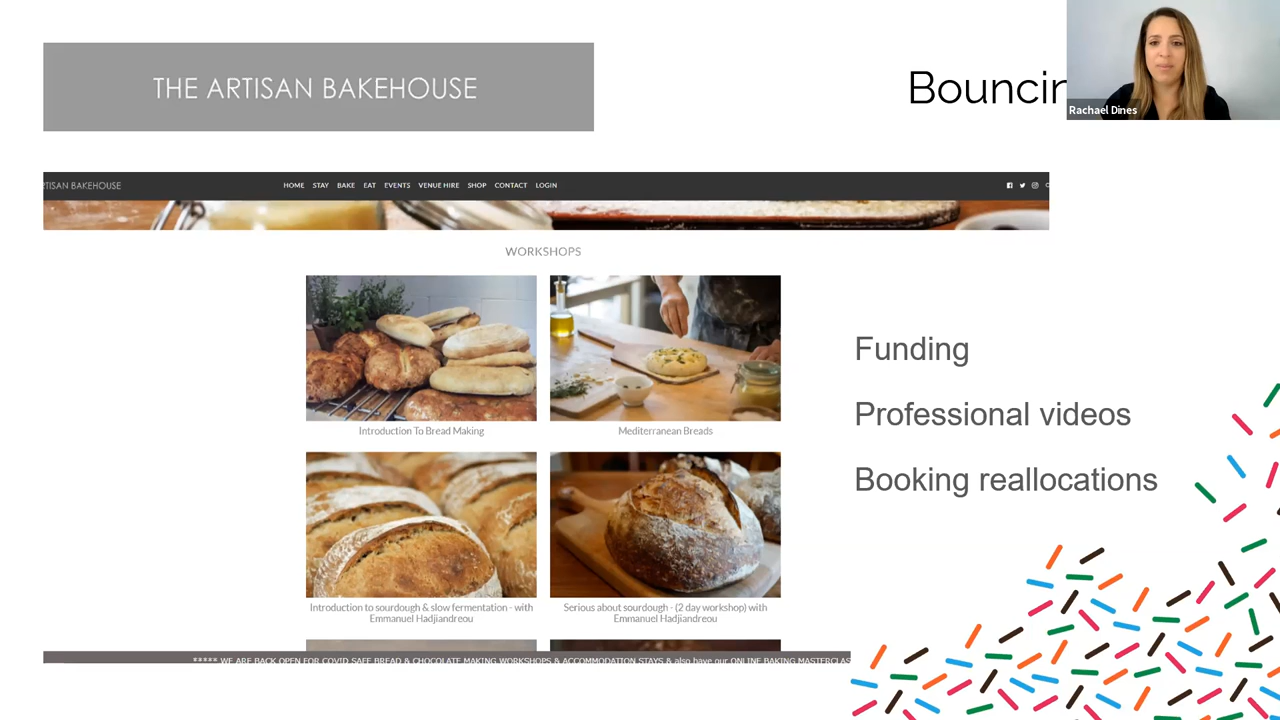 THE ARTISAN BAKEHOUSE
Bouncin
Rachael Dines
RTISAN BAKEHOUSE
HOME STAY BAKE EAT EVENTS VENUE HIRE SHOP CONTACT LOGIN
WORKSHOPS
Introduction To Bread Making
Mediterranean Breads
Introduction to sourdough & slow fermentation - with
Emmanuel Hadjiandreou
Serious about sourdough - (2 day workshop) with
Emmanuel Hadjiandreou
***** WE ARE BACK OPEN FOR COVID SAFE BREAD & CHOCOLATE MAKING WORKSHOPS & ACCOMMODATION STAYS & also have our ONLINE BAKING MASTERCLAS
Funding
Professional videos
Booking reallocations